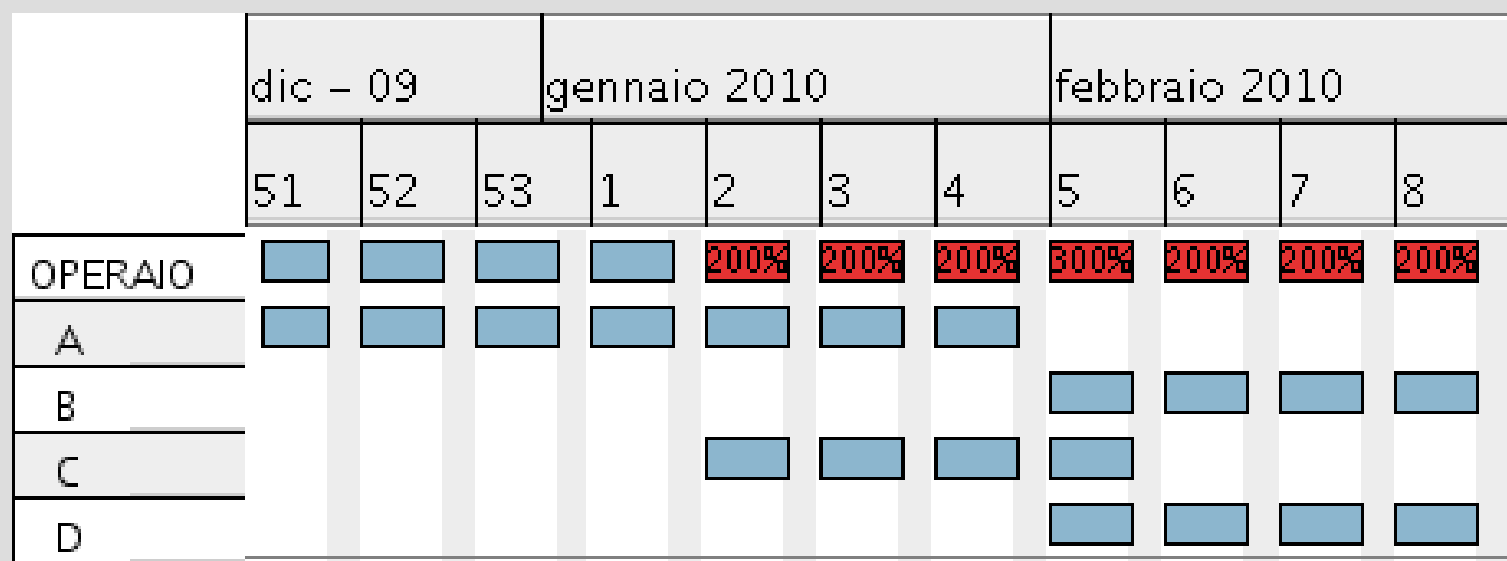 dic – 09 gennaio 2010 febbraio 2010
51 52 53 1 2 3 4 5 6 7 8
OPERAIO 200% 200% 200% 300% 200% 200% 200%
A
B
C
D